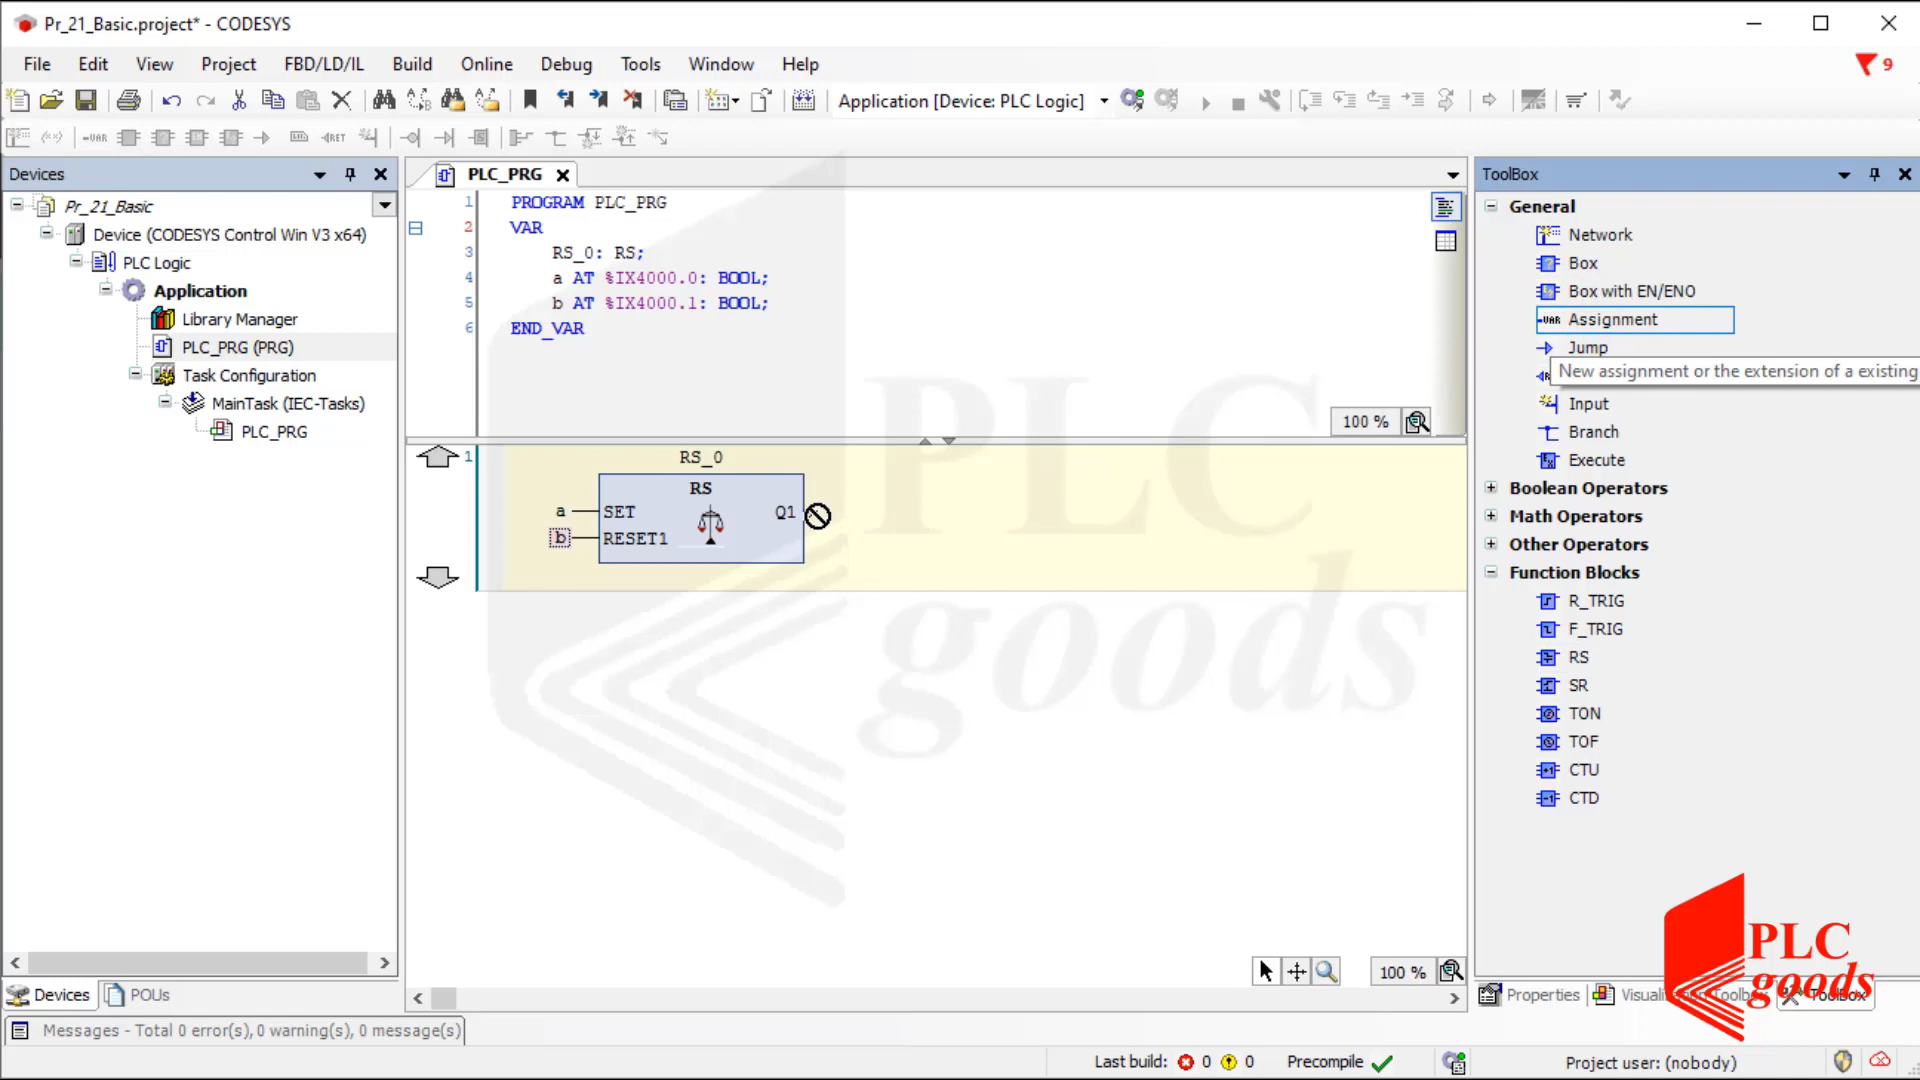 Pr_21_Basic.project* - CODESYS
File Edit View Project FBD/LD/IL Build Online Debug Tools Window Help
9
Application [Device: PLC Logic]
Devices
Pr_21_Basic
Device (CODESYS Control Win V3 x64)
PLC Logic
Application
Library Manager
PLC_PRG (PRG)
Task Configuration
MainTask (IEC-Tasks)
PLC_PRG
Devices POUs
PLC_PRG
1 PROGRAM PLC_PRG
2 VAR
3 RS_0: RS;
4 a AT %IX4000.0: BOOL;
5 b AT %IX4000.1: BOOL;
6 END_VAR
100 %
1
RS_0
RS
a SET Q1
b RESET1
PLC
goods
100 %
ToolBox
General
Network
Box
Box with EN/ENO
VAR Assignment
Jump
New assignment or the extension of a existing
Input
Branch
Execute
Boolean Operators
Math Operators
Other Operators
Function Blocks
R_TRIG
F_TRIG
RS
SR
TON
TOF
CTU
CTD
PLC
goods
Properties
Messages - Total 0 error(s), 0 warning(s), 0 message(s)
Last build: 0 0 Precompile Project user: (nobody)